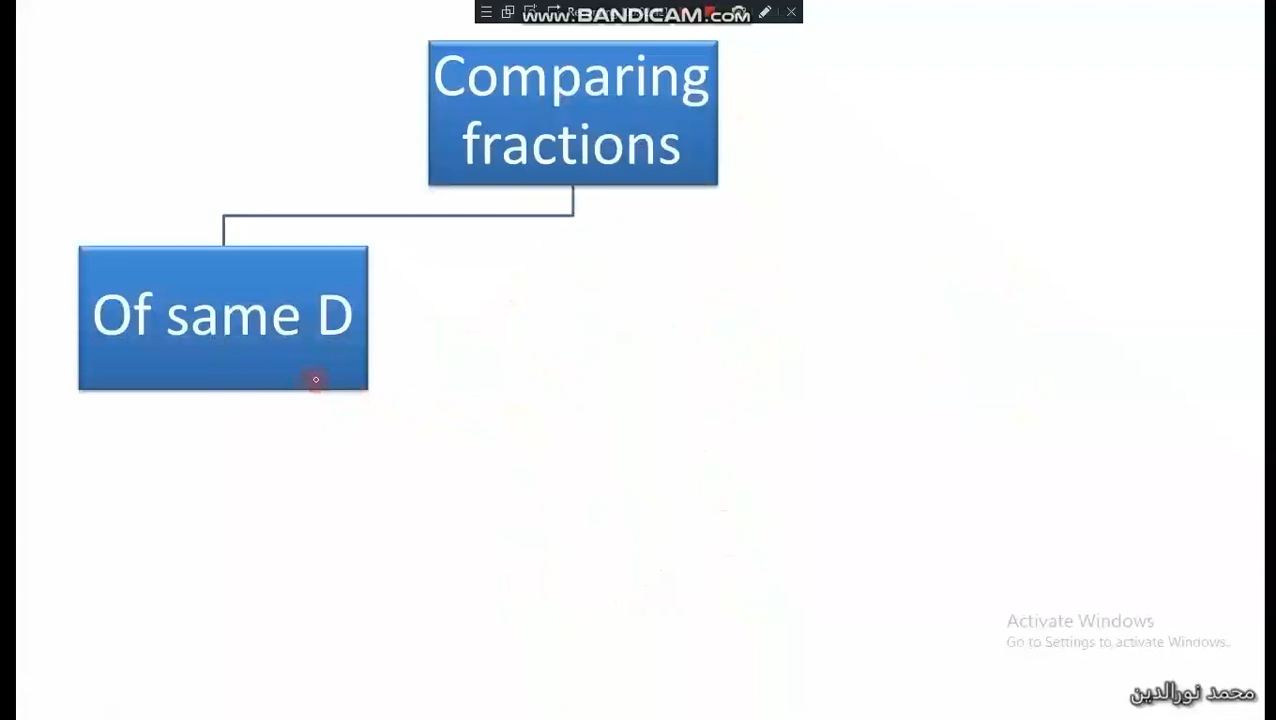 www.BANDICAM.com
Comparing
fractions
Of same D
Activate Windows
Go to Settings to activate Windows.
محمد نورالدين